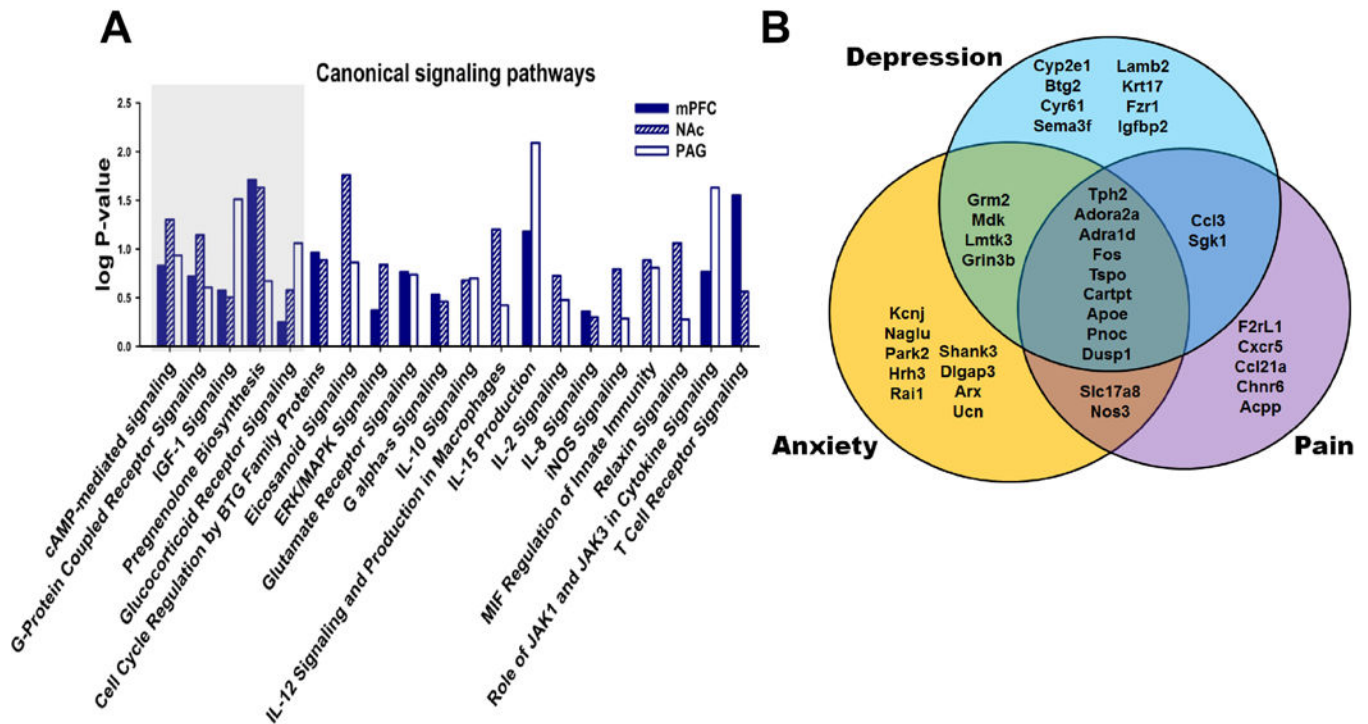 A
Canonical signaling pathways
mPFC
NAc
PAG
log P-value
2.5
2.0
1.5
1.0
0.5
0.0
cAMP-mediated signaling
G-Protein Coupled Receptor Signaling
IGF-1 Signaling
Pregnenolone Biosynthesis
Glucocorticoid Receptor Signaling
Cell Cycle Regulation by BTG Family Proteins
Eicosanoid Signaling
ERK/MAPK Signaling
Glutamate Receptor Signaling
G alpha-s Signaling
IL-10 Signaling
IL-12 Signaling and Production in Macrophages
IL-15 Production
IL-2 Signaling
IL-8 Signaling
iNOS Signaling
MIF Regulation of Innate Immunity
Relaxin Signaling
Role of JAK1 and JAK3 in Cytokine Signaling
T Cell Receptor Signaling
B
Depression
Cyp2e1
Btg2
Cyr61
Sema3f
Lamb2
Krt17
Fzr1
Igfbp2
Grm2
Mdk
Lmtk3
Grin3b
Tph2
Adora2a
Adra1d
Fos
Tspo
Cartpt
Apoe
Pnoc
Dusp1
Ccl3
Sgk1
Kcnj
Naglu
Park2
Hrh3
Rai1
Shank3
Dlgap3
Arx
Ucn
Slc17a8
Nos3
F2rL1
Cxcr5
Ccl21a
Chnr6
Acpp
Anxiety
Pain